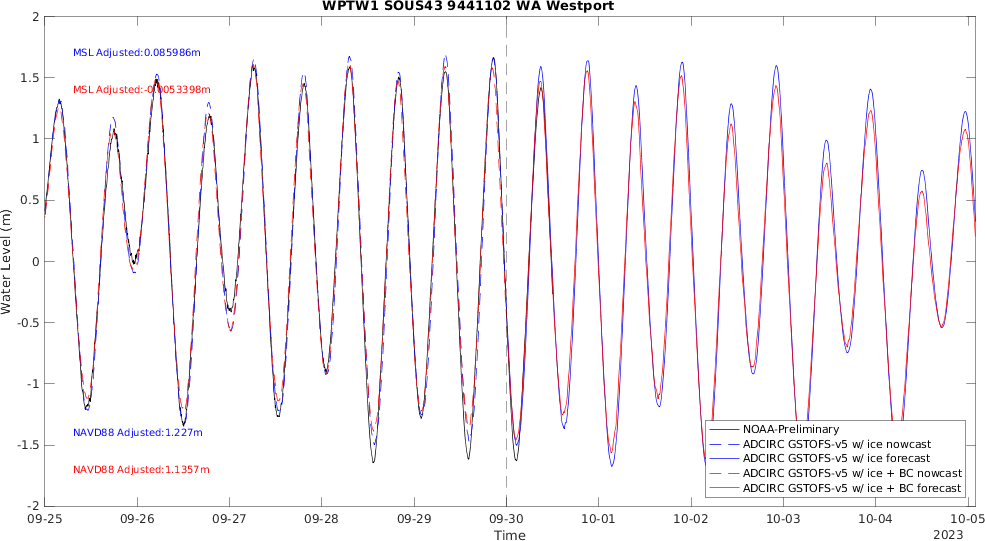 WPTW1 SOUS43 9441102 WA Westport
2
1.5
1
0.5
0
-0.5
-1
-1.5
-2
Water Level (m)
MSL Adjusted:0.085986m
MSL Adjusted:-0.0053398m
NAVD88 Adjusted:1.227m
NAVD88 Adjusted:1.1357m
NOAA-Preliminary
ADCIRC GSTOFS-v5 w/ ice nowcast
ADCIRC GSTOFS-v5 w/ ice forecast
ADCIRC GSTOFS-v5 w/ ice + BC nowcast
ADCIRC GSTOFS-v5 w/ ice + BC forecast
09-25 09-26 09-27 09-28 09-29 09-30 10-01 10-02 10-03 10-04 10-05
Time
2023